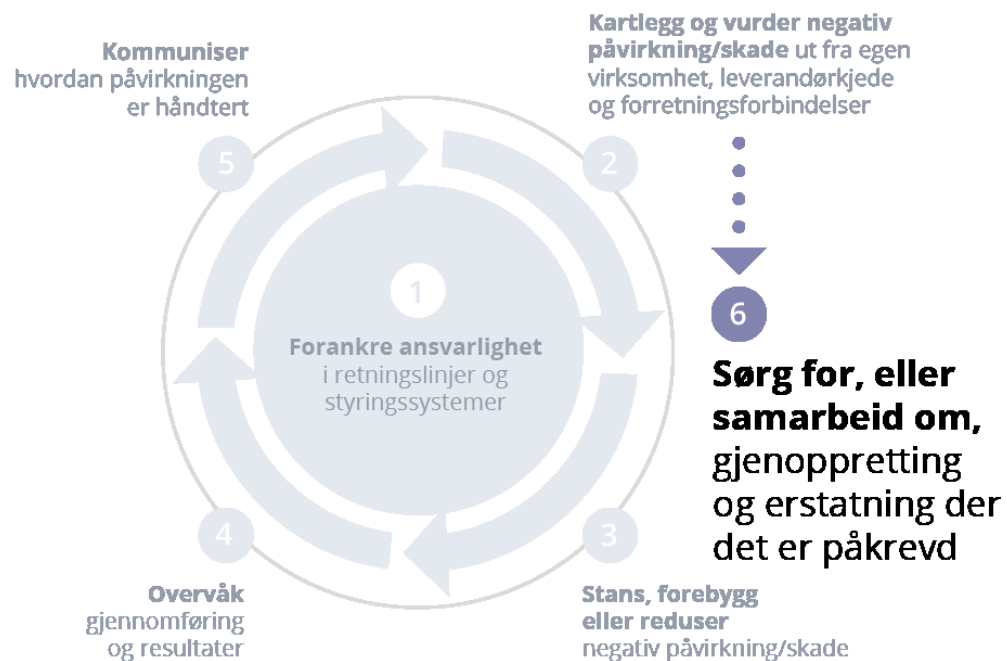 1
Forankre ansvarlighet
i retningslinjer og
styringssystemer
2
Kartlegg og vurder negativ
påvirkning/skade ut fra egen
virksomhet, leverandørkjede
og forretningsforbindelser
3
Stans, forebygg
eller reduser
negativ påvirkning/skade
4
Overvåk
gjennomføring
og resultater
5
Kommuniser
hvordan påvirkningen
er håndtert
6
Sørg for, eller
samarbeid om,
gjenoppretting
og erstatning der
det er påkrevd